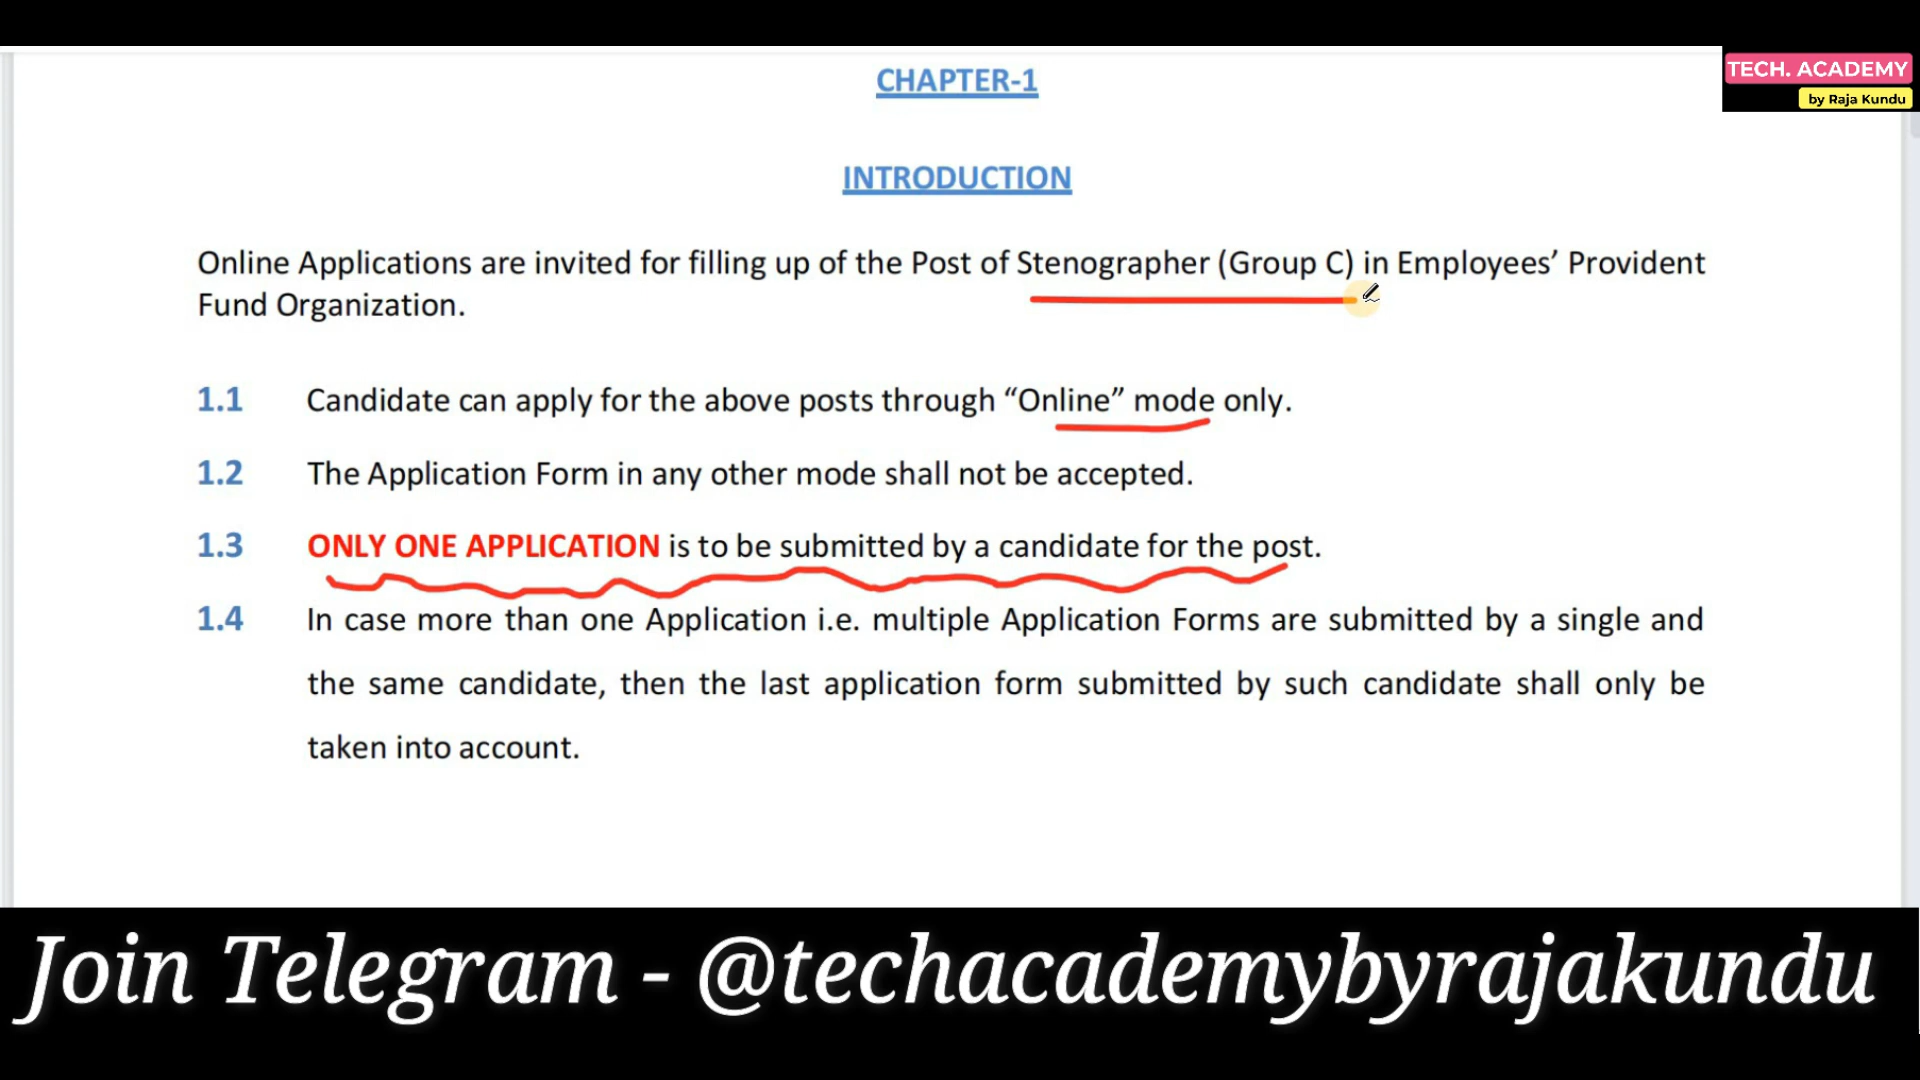 TECH. ACADEMY
by Raja Kundu
CHAPTER-1
INTRODUCTION
Online Applications are invited for filling up of the Post of Stenographer (Group C) in Employees’ Provident
Fund Organization.
1.1 Candidate can apply for the above posts through “Online” mode only.
1.2 The Application Form in any other mode shall not be accepted.
1.3 ONLY ONE APPLICATION is to be submitted by a candidate for the post.
1.4 In case more than one Application i.e. multiple Application Forms are submitted by a single and
the same candidate, then the last application form submitted by such candidate shall only be
taken into account.
Join Telegram - @techacademybyrajakundu